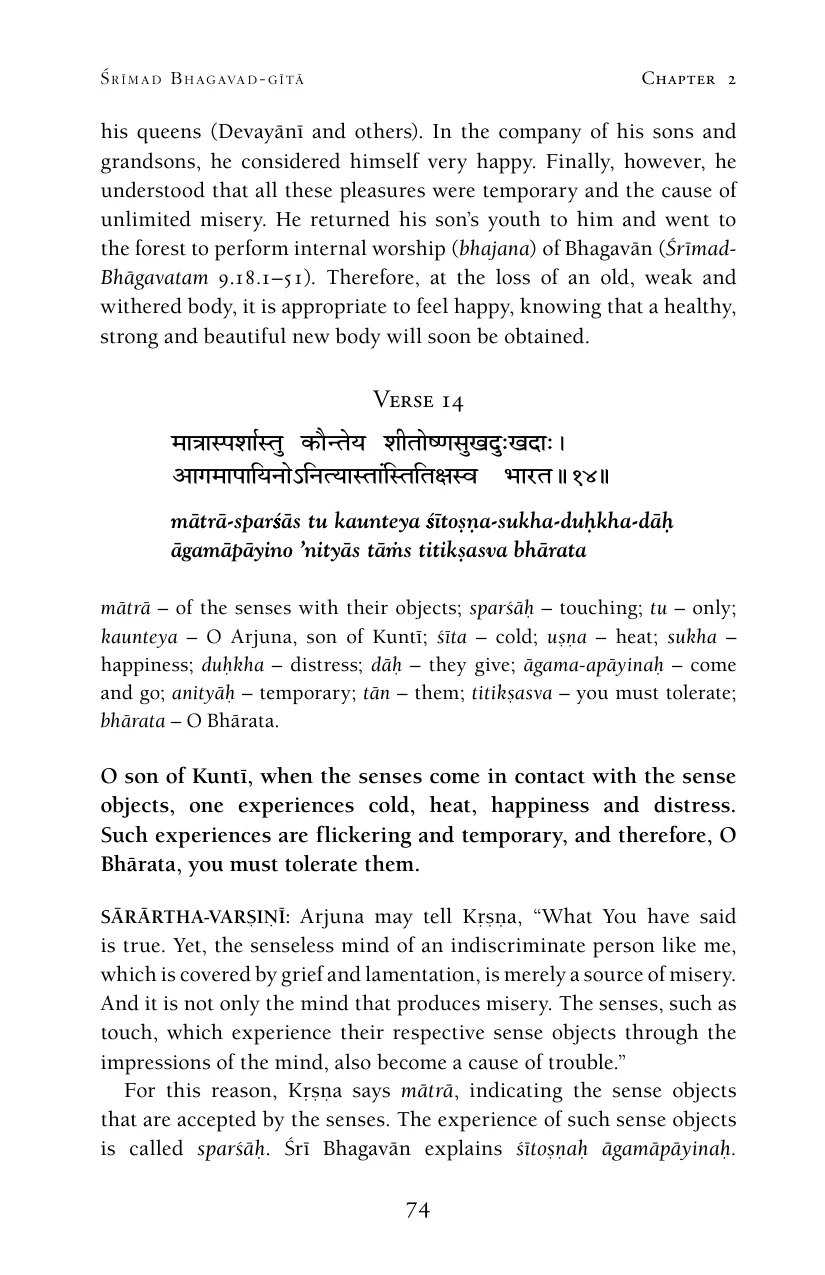 Śrīmad Bhagavad-gītā
Chapter 2
his queens (Devayānī and others). In the company of his sons and
grandsons, he considered himself very happy. Finally, however, he
understood that all these pleasures were temporary and the cause of
unlimited misery. He returned his son’s youth to him and went to
the forest to perform internal worship (bhajana) of Bhagavān (Śrīmad-
Bhāgavatam 9.18.1–51). Therefore, at the loss of an old, weak and
withered body, it is appropriate to feel happy, knowing that a healthy,
strong and beautiful new body will soon be obtained.
Verse 14
मात्रास्पर्शास्तु कौन्तेय शीतोष्णसुखदुःखदाः।
आगमापायिनोऽनित्यास्तांस्तितिक्षस्व भारत॥१४॥
mātrā-sparśās tu kaunteya śītoṣṇa-sukha-duḥkha-dāḥ
āgamāpāyino ’nityās tāṁs titikṣasva bhārata
mātrā – of the senses with their objects; sparśāḥ – touching; tu – only;
kaunteya – O Arjuna, son of Kuntī; śīta – cold; uṣṇa – heat; sukha –
happiness; duḥkha – distress; dāḥ – they give; āgama-apāyinaḥ – come
and go; anityāḥ – temporary; tān – them; titikṣasva – you must tolerate;
bhārata – O Bhārata.
O son of Kuntī, when the senses come in contact with the sense
objects, one experiences cold, heat, happiness and distress.
Such experiences are flickering and temporary, and therefore, O
Bhārata, you must tolerate them.
SĀRĀRTHA-VARṢIṆĪ: Arjuna may tell Kṛṣṇa, “What You have said
is true. Yet, the senseless mind of an indiscriminate person like me,
which is covered by grief and lamentation, is merely a source of misery.
And it is not only the mind that produces misery. The senses, such as
touch, which experience their respective sense objects through the
impressions of the mind, also become a cause of trouble.”
For this reason, Kṛṣṇa says mātrā, indicating the sense objects
that are accepted by the senses. The experience of such sense objects
is called sparśāḥ. Śrī Bhagavān explains śītoṣṇaḥ āgamāpāyinaḥ.
74